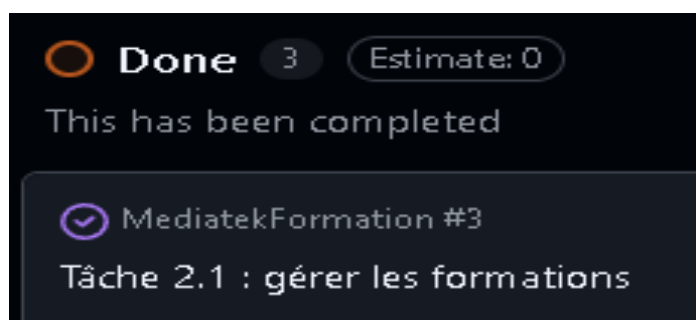 Done 3 Estimate: 0
This has been completed
MediatekFormation #3
Tâche 2.1 : gérer les formations